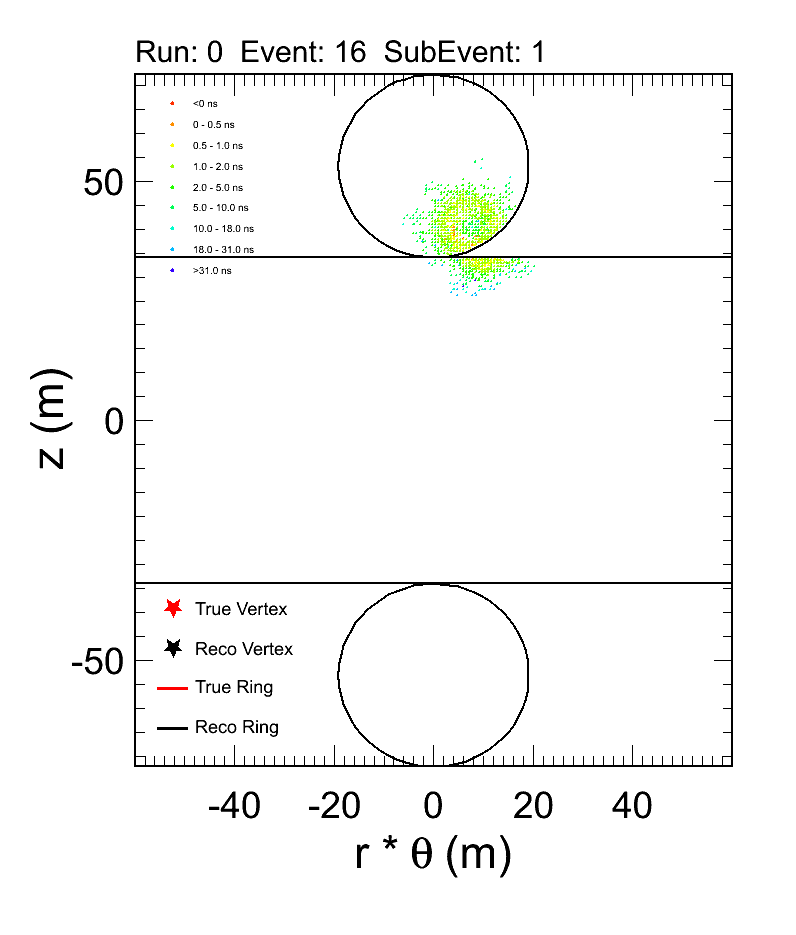 Run: 0  Event: 16  SubEvent: 1
<0 ns
0 - 0.5 ns
0.5 - 1.0 ns
1.0 - 2.0 ns
2.0 - 5.0 ns
5.0 - 10.0 ns
10.0 - 18.0 ns
18.0 - 31.0 ns
>31.0 ns
50
0
-50
z (m)
True Vertex
Reco Vertex
True Ring
Reco Ring
-40 -20 0 20 40
r * θ (m)